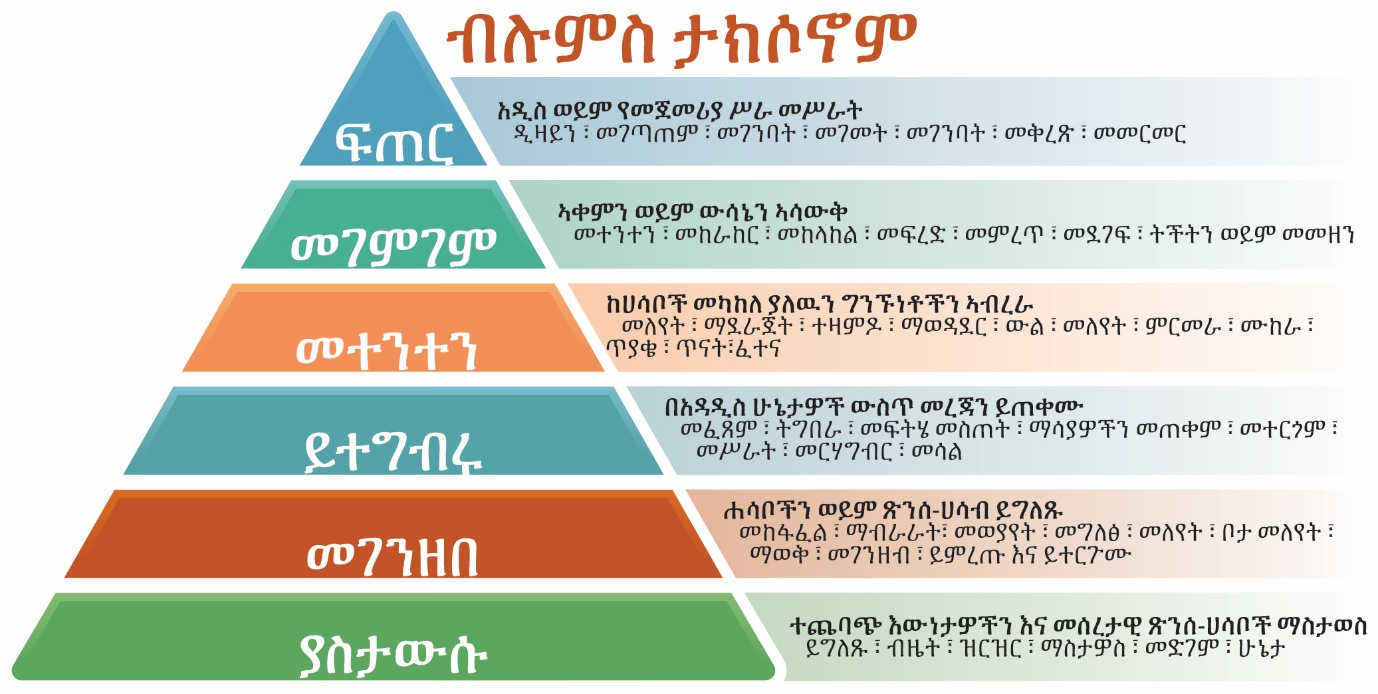 ብሉምስ ታክሶኖም
ፍጠር
አዲስ ወይም የመጀመሪያ ሥራ መሥራት
ዲዛይን ፣ መገጣጠም ፣ መገንባት ፣ መገመት ፣ መገንባት ፣ መቅረጽ ፣ መመርመር
መገምገም
ኣቀምን ወይም ውሳኔን ኣሳውቅ
መተንተን ፣ መከራከር ፣ መከላከል ፣ መፍረድ ፣ መምረጥ ፣ መደገፍ ፣ ትችትን ወይም መመዘን
መተንተን
ከሀሳቦች መካከለ ያለዉን ግንኙነቶችን ኣብረራ
መለየት ፣ ማደራጀት ፣ ተዛምዶ ፣ ማወዳደር ፣ ውል ፣ መለየት ፣ ምርመራ ፣ ሙከራ ፣
ጥያቄ ፣ ጥናት፣ፈተና
ይተግብሩ
በአዳዲስ ሁኔታዎች ውስጥ መረጃን ይጠቀሙ
መፈጸም ፣ ትግበራ ፣ መፍትሄ መስጠት ፣ ማሳያዎችን መጠቀም ፣ መተርጎም ፣
መሥራት ፣ መርሃግብር ፣ መሳል
መገንዘበ
ሐሳቦችን ወይም ጽንሰ-ሀሳብ ይግለጹ
መከፋፈል ፣ ማብራራት፣ መወያየት ፣ መግለፅ ፣ መለየት ፣ ቦታ መለየት ፣
ማወቅ ፣ መገንዘብ ፣ ይምረጡ እና ይተርጉሙ
ያስታውሱ
ተጨባጭ እውነታዎችን እና መሰረታዊ ጽንሰ-ሀሳቦች ማስታወስ
ይግለጹ ፣ ብዜት ፣ ዝርዝር ፣ ማስታዎስ ፣ መድገም ፣ ሁኔታ